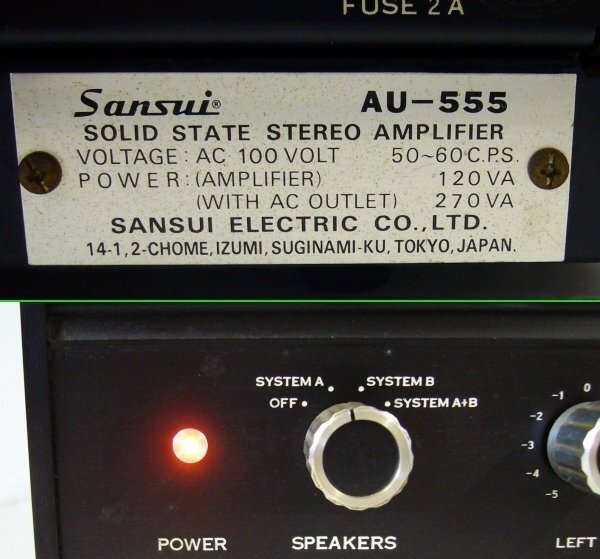 FUSE 2 A
Sansui® AU-555
SOLID STATE STEREO AMPLIFIER
VOLTAGE: AC 100 VOLT 50~60 C.P.S.
POWER: (AMPLIFIER) 120 VA
(WITH AC OUTLET) 270 VA
SANSUI ELECTRIC CO., LTD.
14-1, 2-CHOME, IZUMI, SUGINAMI-KU, TOKYO, JAPAN.
SYSTEM A SYSTEM B
OFF SYSTEM A+B
0
-1
-2
-3
-4
-5
POWER SPEAKERS LEFT